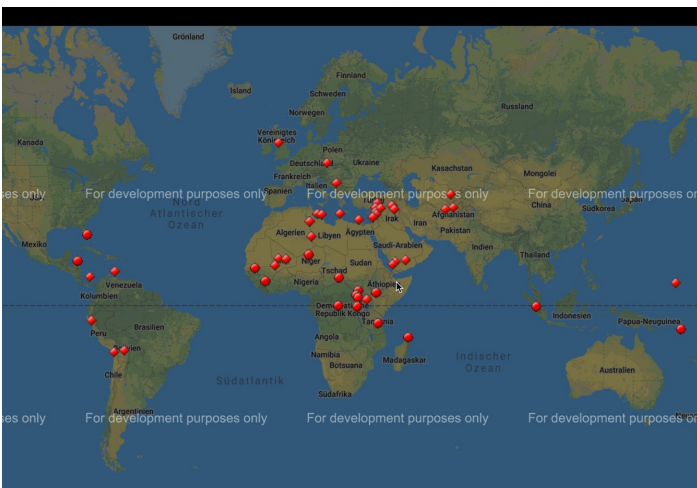 Grönland
Finnland
Island
Schweden
Russland
Norwegen
Vereinigtes
Königreich
Kanada
Polen
Deutschland
Ukraine
Kasachstan
Mongolei
Frankreich
Italien
es only
For development purposes only
For development purposes only
For development purposes or
Spanien
Nord
Atlantischer
Ozean
Afghanistan
China
Südkorea
Japan
Irak
Iran
Algerien
Libyen
Ägypten
Pakistan
Mexiko
Saudi-Arabien
Indien
Thailand
Niger
Sudan
Tschad
Venezuela
Nigeria
Äthiopien
Kolumbien
Demokratische
Republik Kongo
Indonesien
Papua-Neuguinea
Tansania
Brasilien
Peru
Angola
Indischer
Ozean
Madagaskar
Namibia
Botsuana
Australien
Chile
Südatlantik
Südafrika
Argentinien
es only
For development purposes only
For development purposes only
For development purposes or